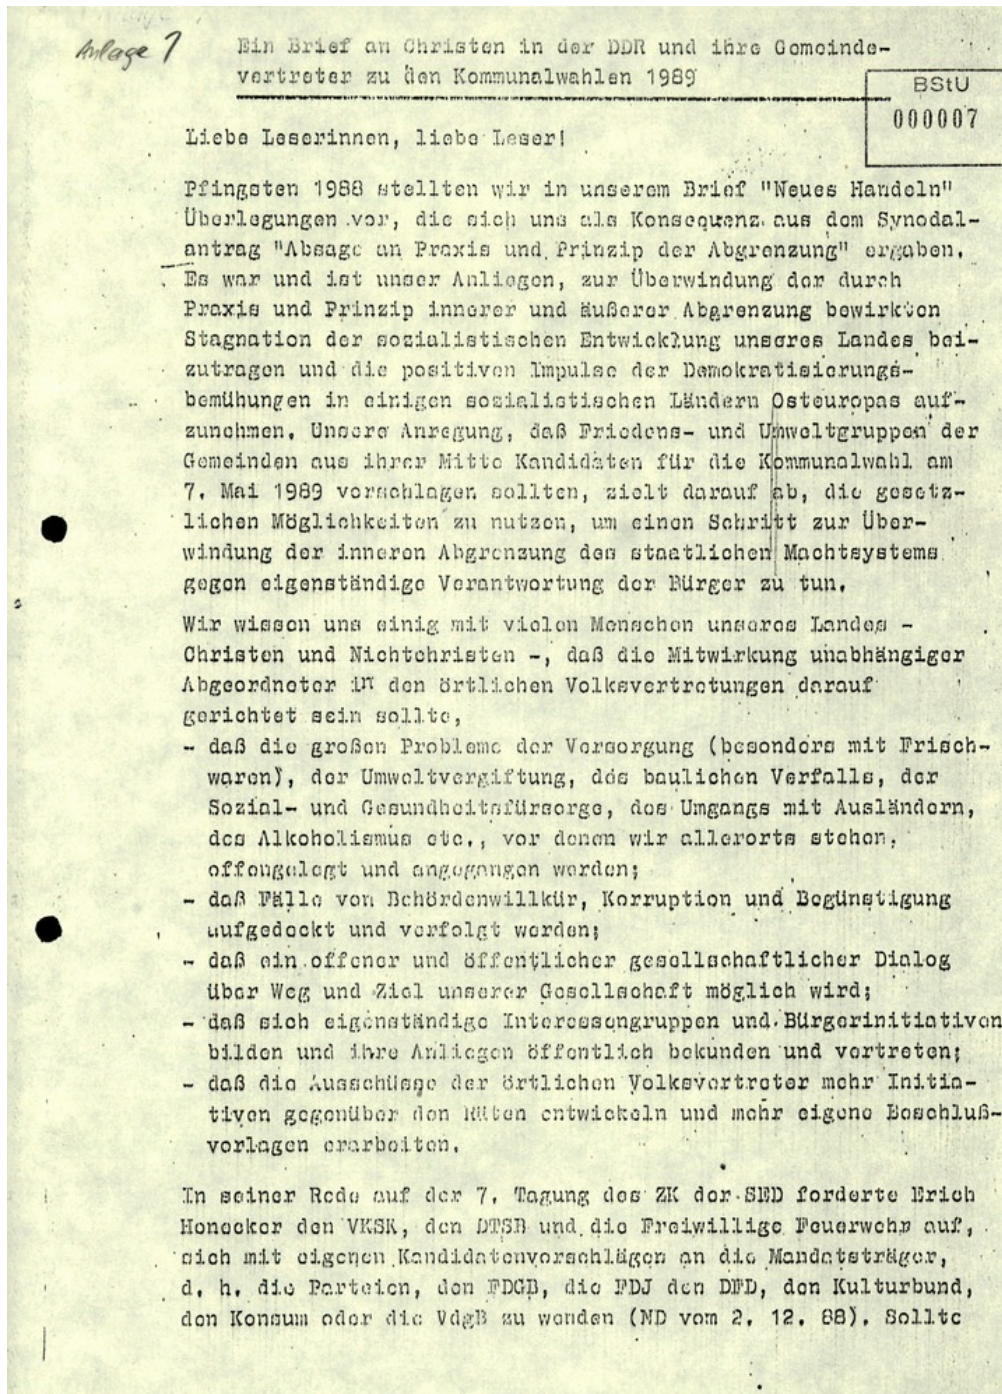 Anlage 1
Ein Brief an Christen in der DDR und ihre Gemeinde-
vertreter zu den Kommunalwahlen 1989
BStU
000007
Liebe Leserinnen, liebe Leser!
Pfingsten 1988 stellten wir in unserem Brief "Neues Handeln"
Überlegungen vor, die sich uns als Konsequenz aus dem Synodal-
antrag "Absage an Praxis und Prinzip der Abgrenzung" ergaben.
Es war und ist unser Anliegen, zur Überwindung der durch
Praxis und Prinzip innerer und äußerer Abgrenzung bewirkten
Stagnation der sozialistischen Entwicklung unseres Landes bei-
zutragen und die positiven Impulse der Demokratisierungs-
bemühungen in einigen sozialistischen Ländern Osteuropas auf-
zunehmen. Unsere Anregung, daß Friedens- und Umweltgruppen der
Gemeinden aus ihrer Mitte Kandidaten für die Kommunalwahl am
7. Mai 1989 vorschlagen sollten, zielt darauf ab, die gesetz-
lichen Möglichkeiten zu nutzen, um einen Schritt zur Über-
windung der inneren Abgrenzung des staatlichen Machtsystems
gegen eigenständige Verantwortung der Bürger zu tun.
Wir wissen uns einig mit vielen Menschen unseres Landes -
Christen und Nichtchristen -, daß die Mitwirkung unabhängiger
Abgeordneter in den örtlichen Volksvertretungen darauf
gerichtet sein sollte,
- daß die großen Probleme der Versorgung (besonders mit Frisch-
waren), der Umweltvergiftung, des baulichen Verfalls, der
Sozial- und Gesundheitsfürsorge, des Umgangs mit Ausländern,
des Alkoholismus etc., vor denen wir allerorts stehen,
offengelegt und angegangen werden;
- daß Fälle von Behördenwillkür, Korruption und Begünstigung
aufgedeckt und verfolgt werden;
- daß ein offener und öffentlicher gesellschaftlicher Dialog
über Weg und Ziel unserer Gesellschaft möglich wird;
- daß sich eigenständige Interessengruppen und Bürgerinitiativen
bilden und ihre Anliegen öffentlich bekunden und vertreten;
- daß die Ausschüsse der örtlichen Volksvertreter mehr Initia-
tiven gegenüber den Räten entwickeln und mehr eigene Beschluß-
vorlagen erarbeiten.
In seiner Rede auf der 7. Tagung des ZK der SED forderte Erich
Honecker den VKSK, den DTSB und die Freiwillige Feuerwehr auf,
sich mit eigenen Kandidatenvorschlägen an die Mandatsträger,
d. h. die Parteien, den FDGB, die FDJ den DFD, den Kulturbund,
den Konsum oder die VdgB zu wenden (ND vom 2. 12. 88). Sollte